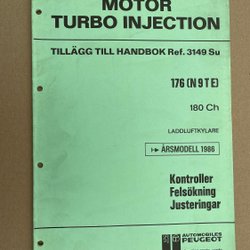 MOTOR
TURBO INJECTION
TILLÄGG TILL HANDBOK Ref. 3149 Su
176 (N 9 T E)
180 Ch
LADDLUFTKYLARE
ÅRSMODELL 1986
Kontroller
Felsökning
Justeringar
AUTOMOBILES
PEUGEOT